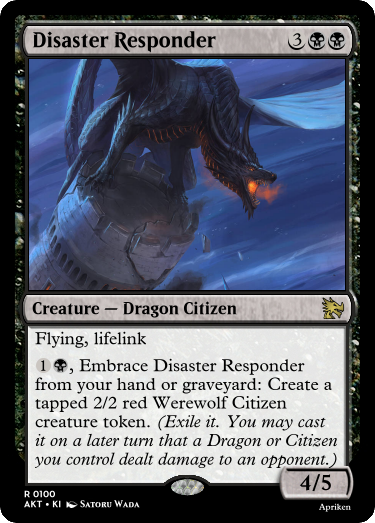 Disaster Responder 3
Creature — Dragon Citizen
Flying, lifelink
1, Embrace Disaster Responder
from your hand or graveyard: Create a
tapped 2/2 red Werewolf Citizen
creature token. (Exile it. You may cast
it on a later turn that a Dragon or Citizen
you control dealt damage to an opponent.)
4/5
R 0100
AKT • KI Satoru Wada
Apriken